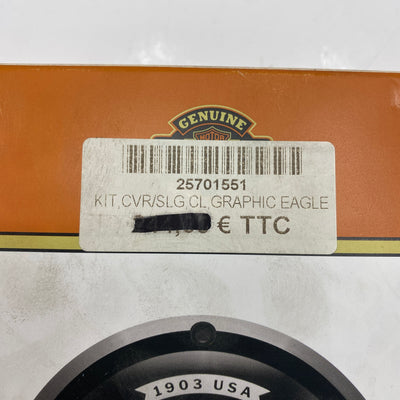 GENUINE
MOTOR
25701551
KIT,CVR/SLG,CL,GRAPHIC EAGLE
€ TTC
1903 USA